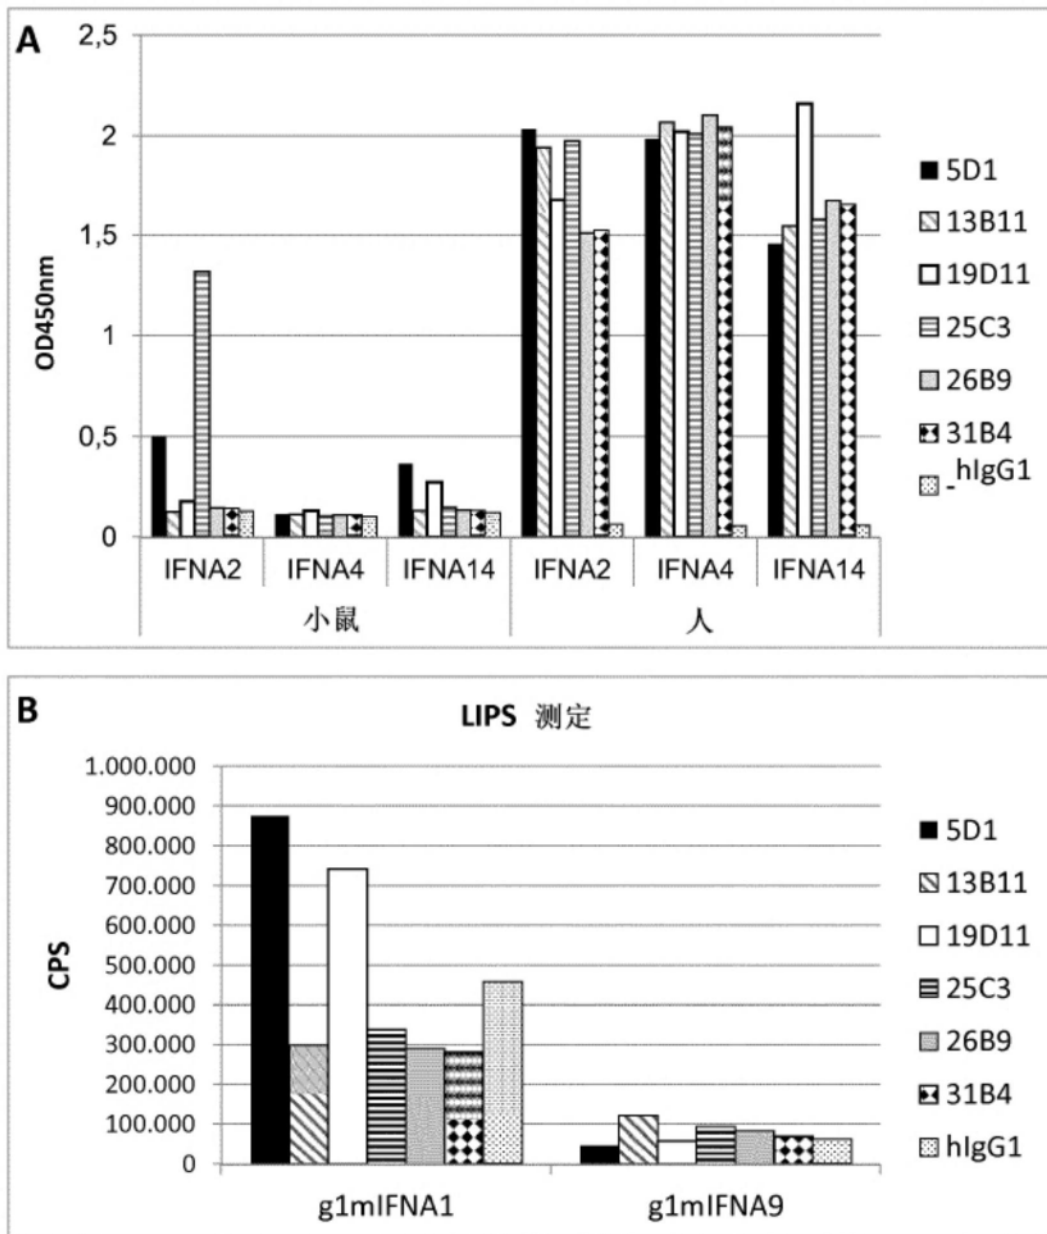 A
2,5
2
1,5
1
0,5
0
OD450nm
IFNA2 IFNA4 IFNA14 IFNA2 IFNA4 IFNA14
小鼠 人
5D1
13B11
19D11
25C3
26B9
31B4
- hIgG1
B
LIPS 测定
1.000.000
900.000
800.000
700.000
600.000
500.000
400.000
300.000
200.000
100.000
0
CPS
g1mIFNA1 g1mIFNA9
5D1
13B11
19D11
25C3
26B9
31B4
hIgG1